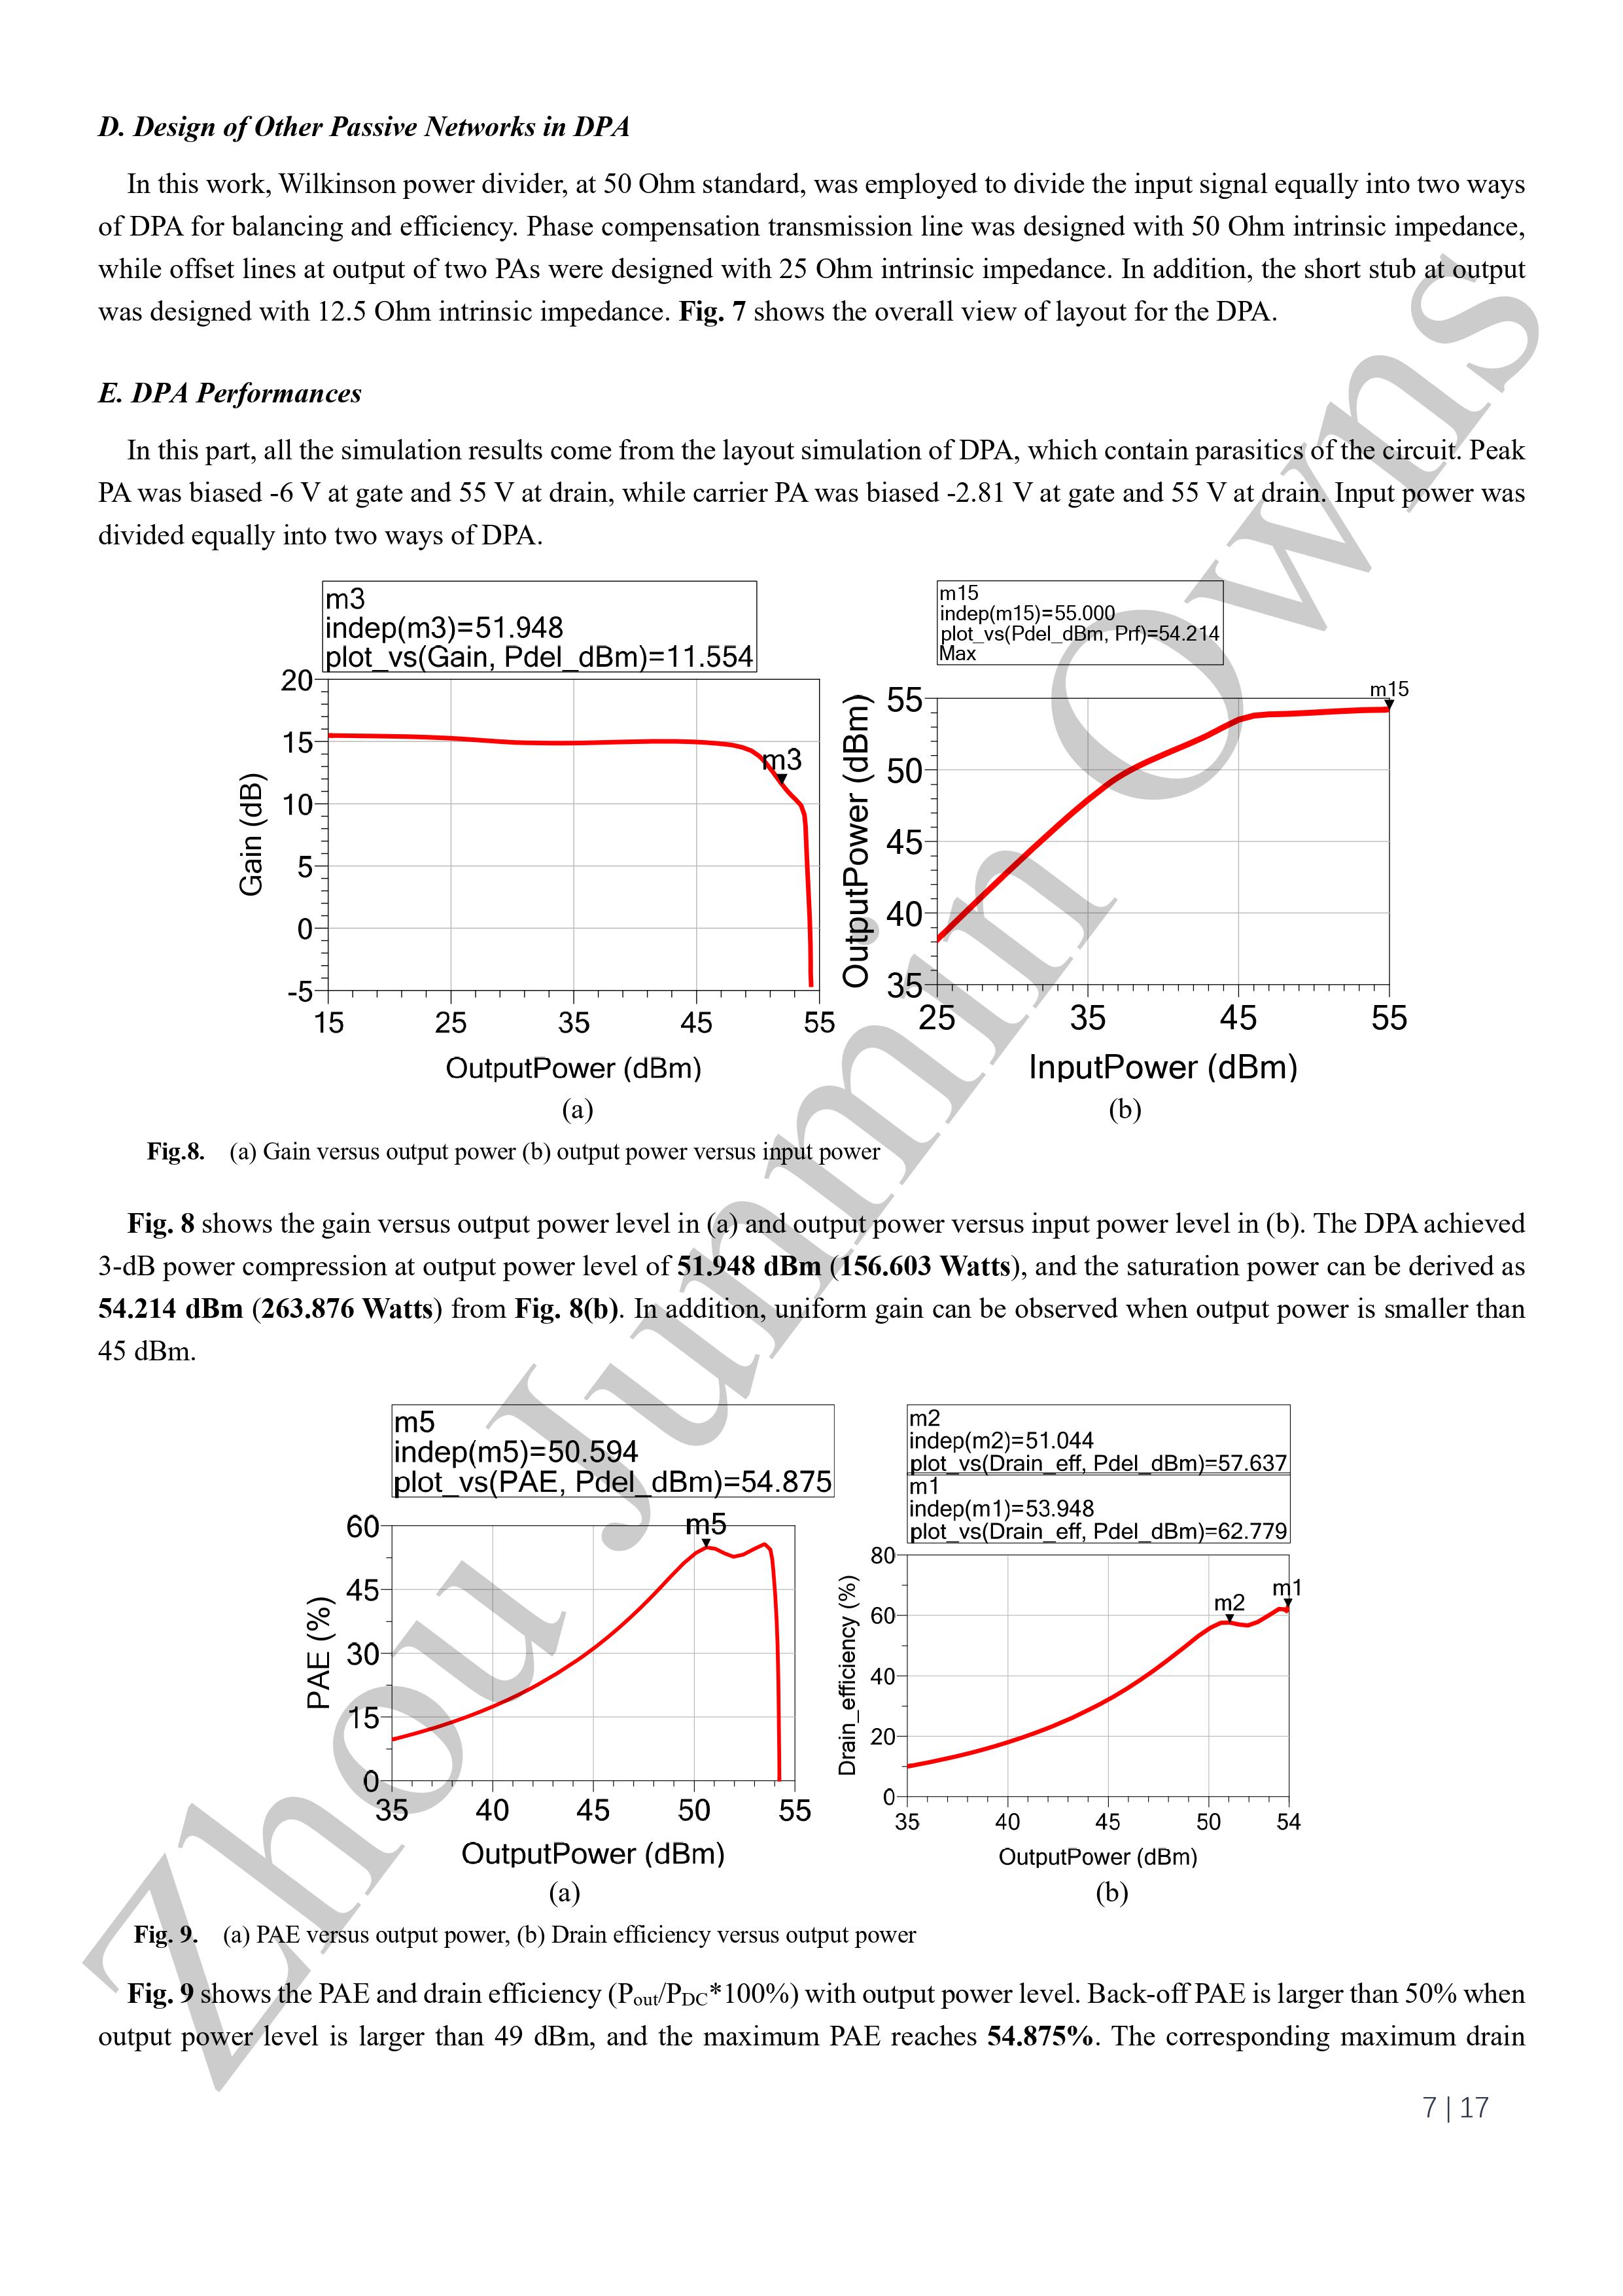 D. Design of Other Passive Networks in DPA
In this work, Wilkinson power divider, at 50 Ohm standard, was employed to divide the input signal equally into two ways
of DPA for balancing and efficiency. Phase compensation transmission line was designed with 50 Ohm intrinsic impedance,
while offset lines at output of two PAs were designed with 25 Ohm intrinsic impedance. In addition, the short stub at output
was designed with 12.5 Ohm intrinsic impedance. Fig. 7 shows the overall view of layout for the DPA.
E. DPA Performances
In this part, all the simulation results come from the layout simulation of DPA, which contain parasitics of the circuit. Peak
PA was biased -6 V at gate and 55 V at drain, while carrier PA was biased -2.81 V at gate and 55 V at drain. Input power was
divided equally into two ways of DPA.
m3
indep(m3)=51.948
plot_vs(Gain, Pdel_dBm)=11.554
20
15
10
5
0
-5
m3
Gain (dB)
15 25 35 45 55
OutputPower (dBm)
(a)
m15
indep(m15)=55.000
plot_vs(Pdel_dBm, Prf)=54.214
Max
m15
55
50
45
40
35
OutputPower (dBm)
25 35 45 55
InputPower (dBm)
(b)
Fig.8. (a) Gain versus output power (b) output power versus input power
Fig. 8 shows the gain versus output power level in (a) and output power versus input power level in (b). The DPA achieved
3-dB power compression at output power level of 51.948 dBm (156.603 Watts), and the saturation power can be derived as
54.214 dBm (263.876 Watts) from Fig. 8(b). In addition, uniform gain can be observed when output power is smaller than
45 dBm.
m5
indep(m5)=50.594
plot_vs(PAE, Pdel_dBm)=54.875
m5
60
45
30
15
0
PAE (%)
35 40 45 50 55
OutputPower (dBm)
(a)
m2
indep(m2)=51.044
plot_vs(Drain_eff, Pdel_dBm)=57.637
m1
indep(m1)=53.948
plot_vs(Drain_eff, Pdel_dBm)=62.779
80
60
40
20
0
m2
m1
Drain_efficiency (%)
35 40 45 50 54
OutputPower (dBm)
(b)
Fig. 9. (a) PAE versus output power, (b) Drain efficiency versus output power
Fig. 9 shows the PAE and drain efficiency (Pout/PDC*100%) with output power level. Back-off PAE is larger than 50% when
output power level is larger than 49 dBm, and the maximum PAE reaches 54.875%. The corresponding maximum drain
7 | 17
Zhou Junmin Owns